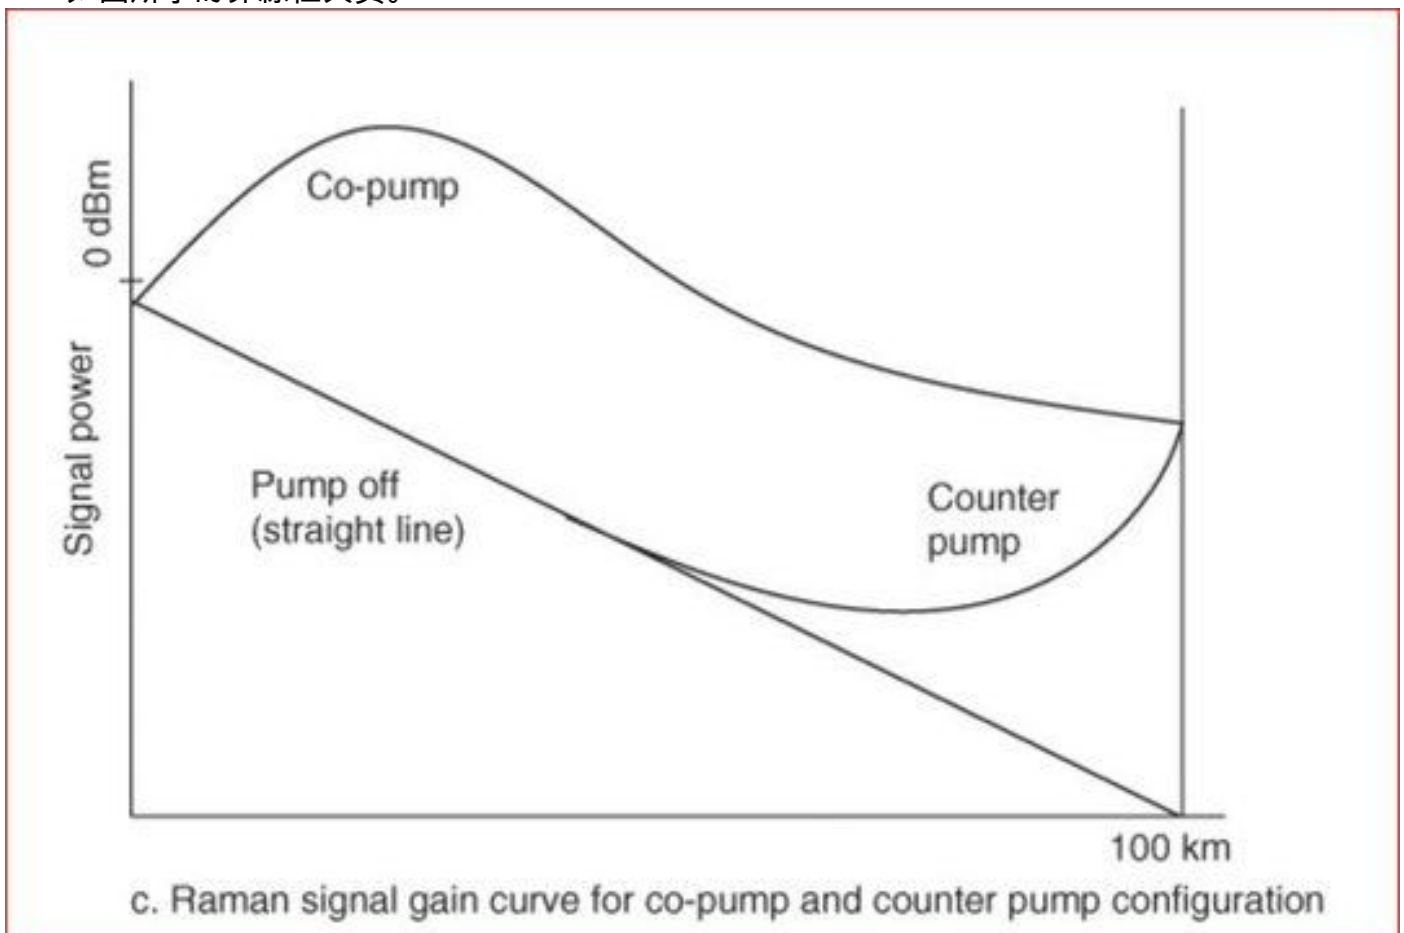 0 dBm
Co-pump
Signal power
Pump off
(straight line)
Counter
pump
100 km
c. Raman signal gain curve for co-pump and counter pump configuration